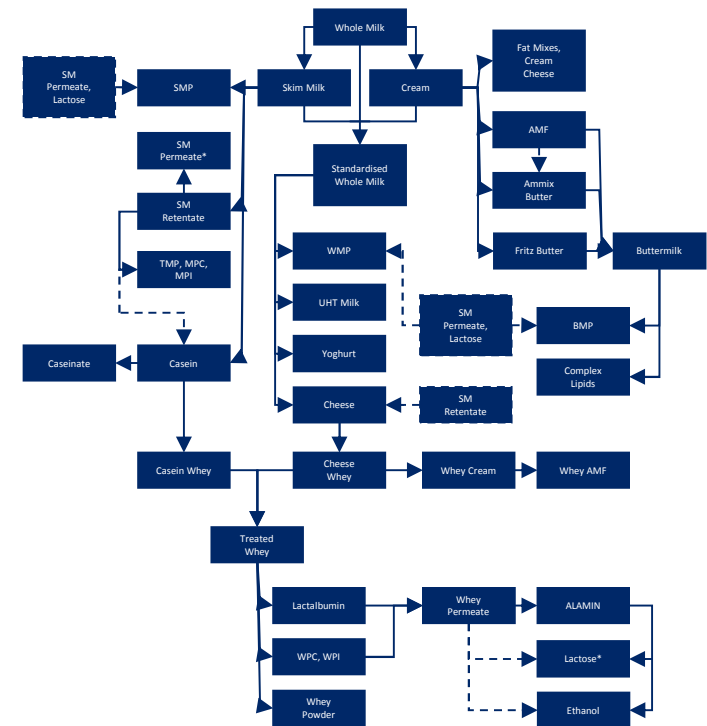 Whole Milk
Fat Mixes,
Cream
Cheese
SM
Permeate,
Lactose
SMP
Skim Milk
Cream
AMF
SM
Permeate*
Standardised
Whole Milk
Ammix
Butter
SM
Retentate
WMP
Fritz Butter
Buttermilk
TMP, MPC,
MPI
UHT Milk
SM
Permeate,
Lactose
BMP
Yoghurt
Caseinate
Casein
Complex
Lipids
Cheese
SM
Retentate
Casein Whey
Cheese
Whey
Whey Cream
Whey AMF
Treated
Whey
Lactalbumin
Whey
Permeate
ALAMIN
WPC, WPI
Lactose*
Whey
Powder
Ethanol